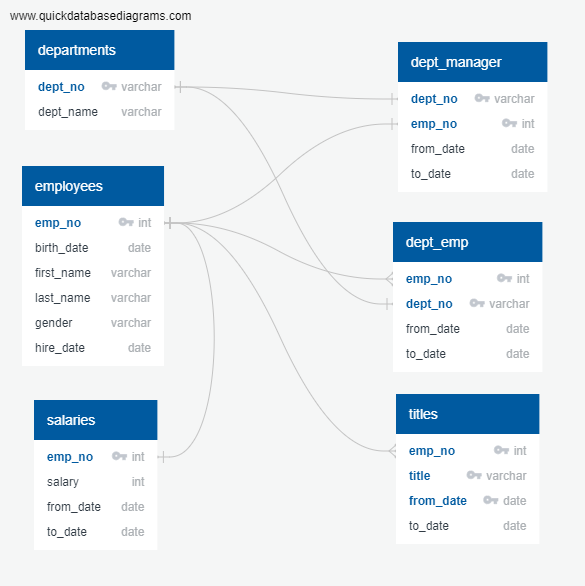 www.quickdatabasediagrams.com
departments
dept_no varchar
dept_name varchar
employees
emp_no int
birth_date date
first_name varchar
last_name varchar
gender varchar
hire_date date
salaries
emp_no int
salary int
from_date date
to_date date
dept_manager
dept_no varchar
emp_no int
from_date date
to_date date
dept_emp
emp_no int
dept_no varchar
from_date date
to_date date
titles
emp_no int
title varchar
from_date date
to_date date